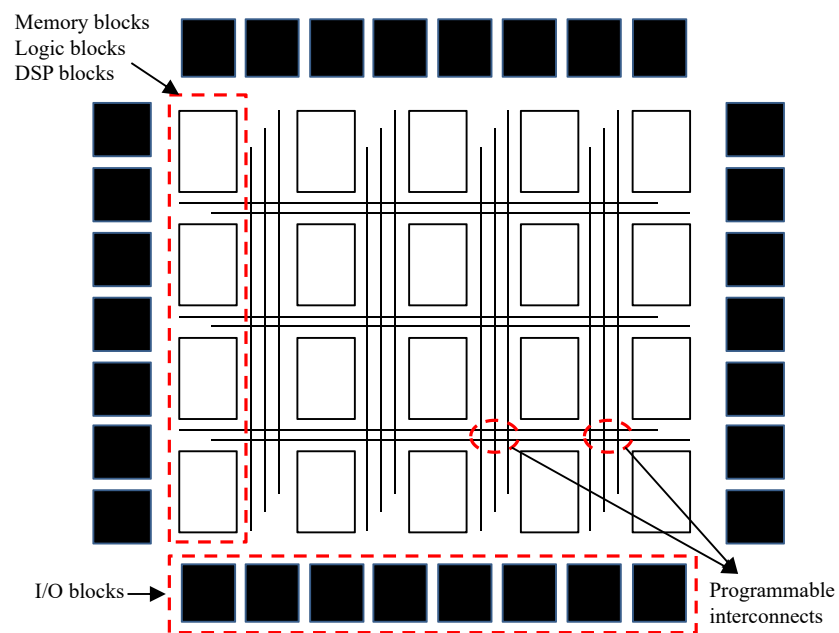 Memory blocks
Logic blocks
DSP blocks
I/O blocks
Programmable
interconnects